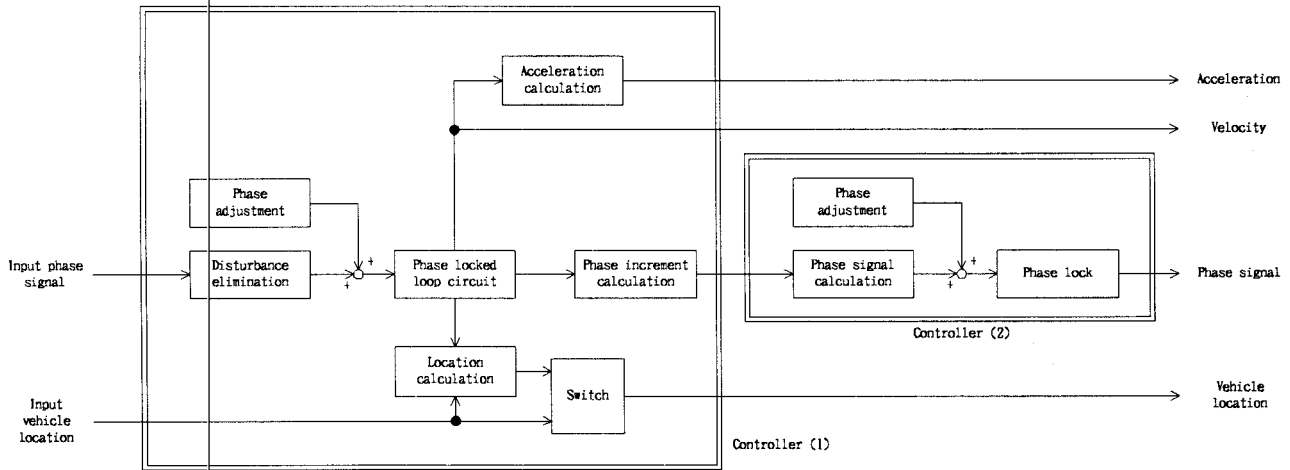 Acceleration
calculation
Acceleration
Velocity
Phase
adjustment
Phase
adjustment
+
+
Input phase
signal
Disturbance
elimination
+
Phase locked
loop circuit
Phase increment
calculation
Phase signal
calculation
+
Phase lock
Phase signal
Controller (2)
Location
calculation
Switch
Input
vehicle
location
Vehicle
location
Controller (1)